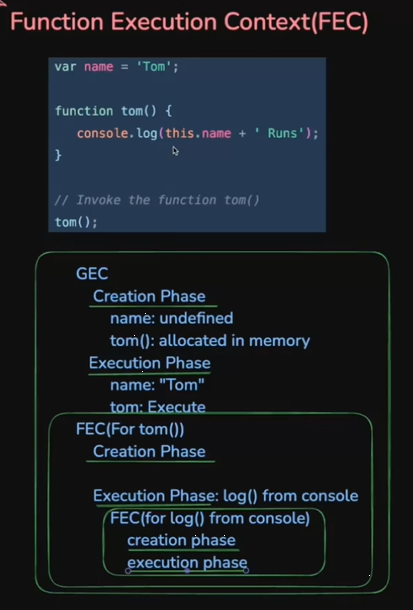 Function Execution Context(FEC)
var name = 'Tom';
function tom() {
console.log(this.name + ' Runs');
}
// Invoke the function tom()
tom();
GEC
Creation Phase
name: undefined
tom(): allocated in memory
Execution Phase
name: "Tom"
tom: Execute
FEC(For tom())
Creation Phase
Execution Phase: log() from console
FEC(for log() from console)
creation phase
execution phase